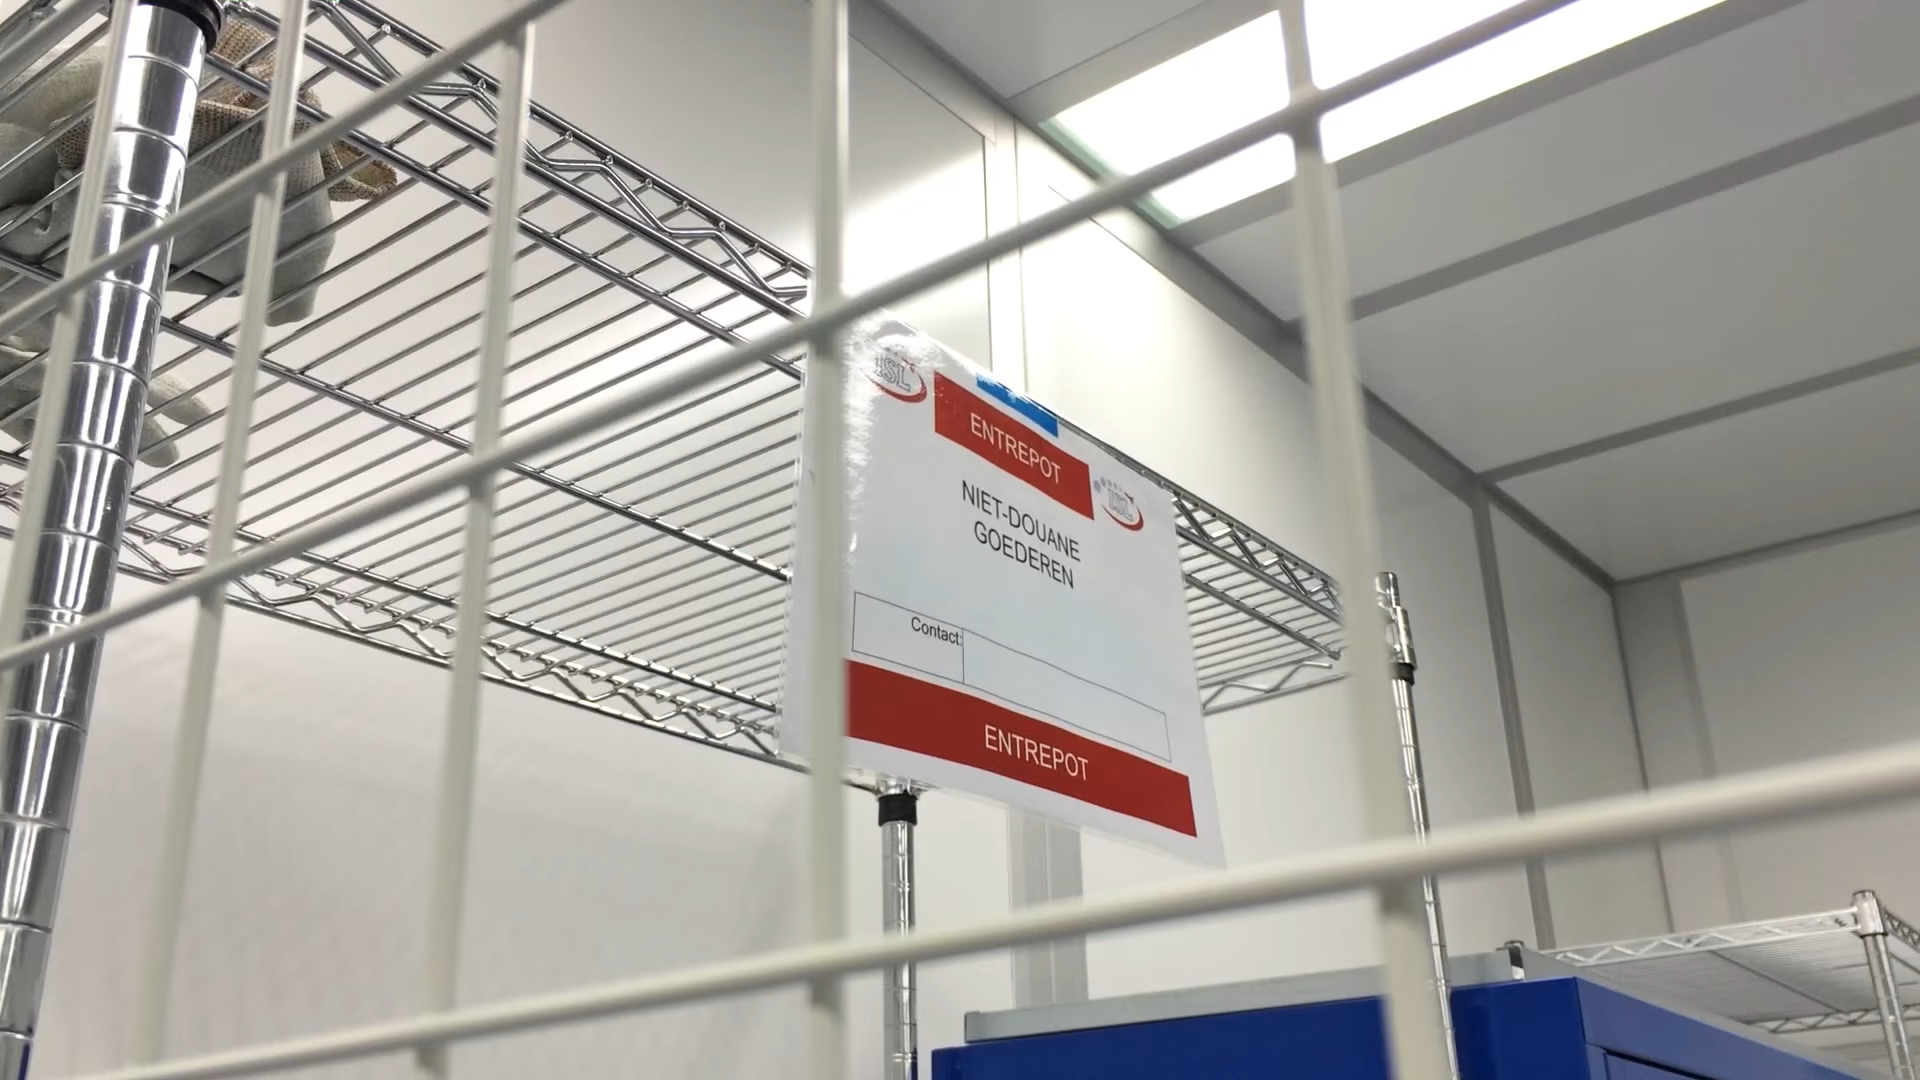 ISL
ENTREPOT
ISL
NIET-DOUANE
GOEDEREN
Contact:
ENTREPOT